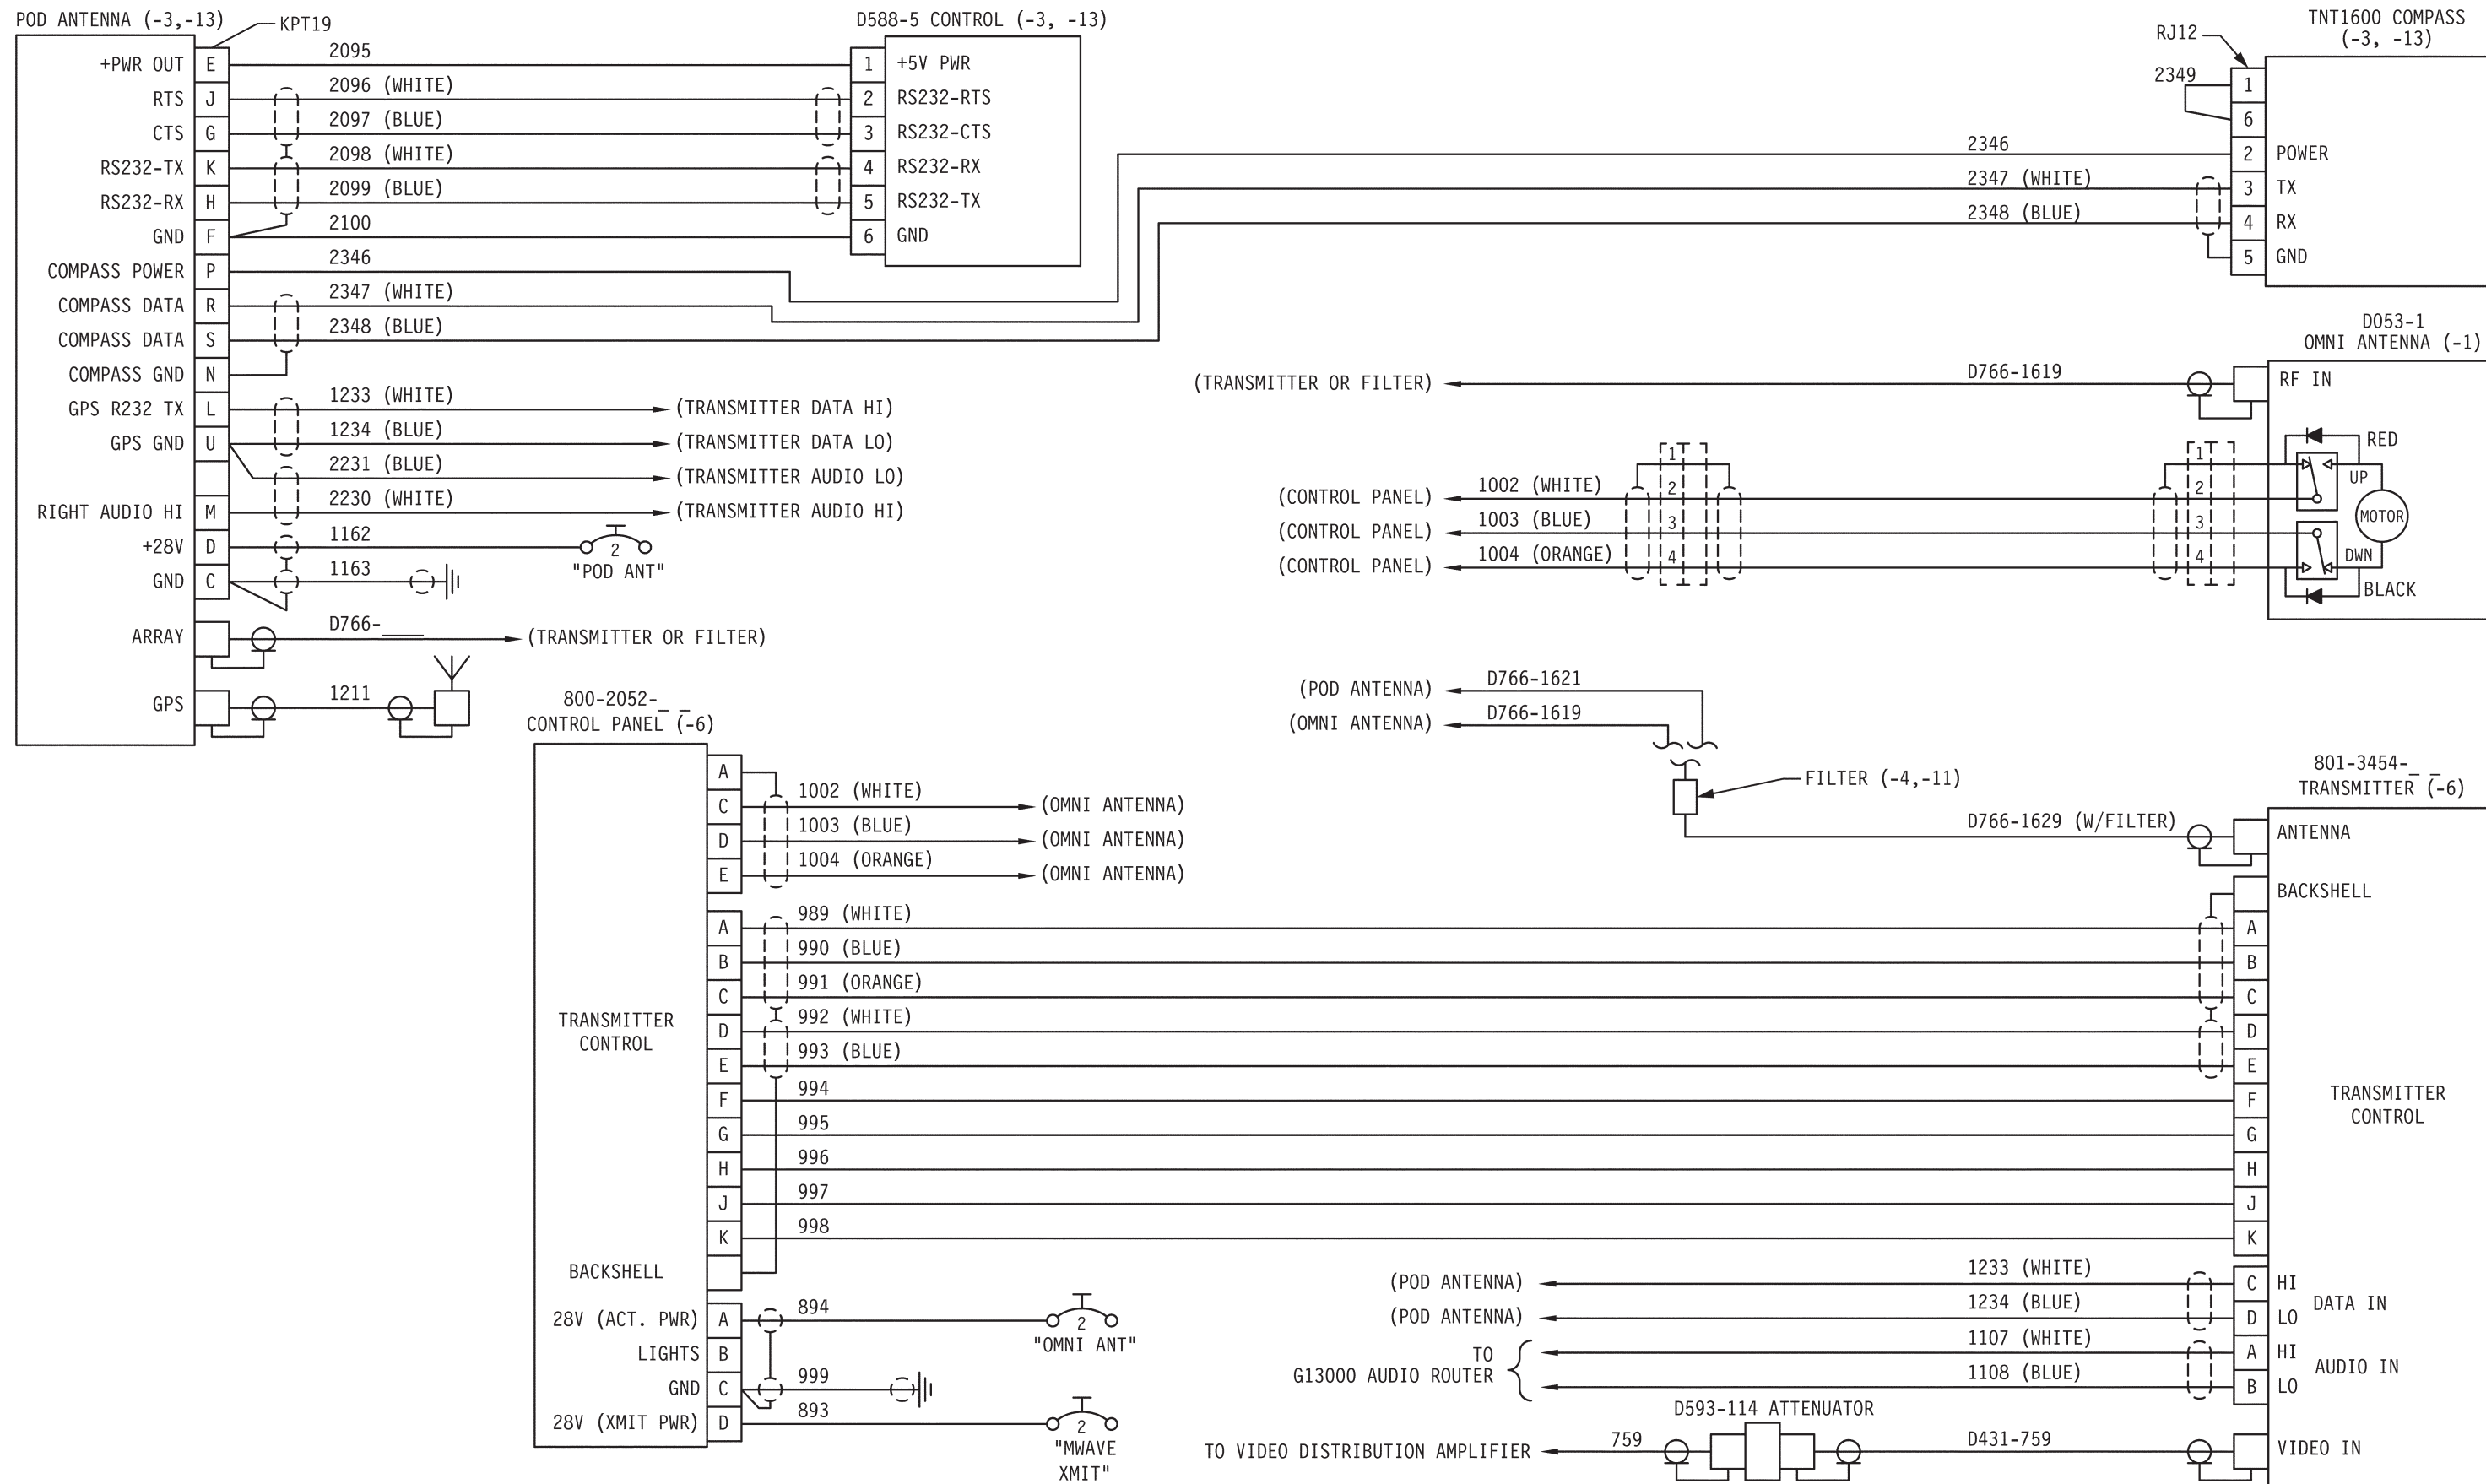 POD ANTENNA (-3,-13)
KPT19
+PWR OUT E 2095
RTS J 2096 (WHITE)
CTS G 2097 (BLUE)
RS232-TX K 2098 (WHITE)
RS232-RX H 2099 (BLUE)
GND F 2100
COMPASS POWER P 2346
COMPASS DATA R 2347 (WHITE)
COMPASS DATA S 2348 (BLUE)
COMPASS GND N
GPS R232 TX L 1233 (WHITE) (TRANSMITTER DATA HI)
GPS GND U 1234 (BLUE) (TRANSMITTER DATA LO)
2231 (BLUE) (TRANSMITTER AUDIO LO)
RIGHT AUDIO HI M 2230 (WHITE) (TRANSMITTER AUDIO HI)
+28V D 1162 2
"POD ANT"
GND C 1163
ARRAY D766-____ (TRANSMITTER OR FILTER)
GPS 1211
D588-5 CONTROL (-3, -13)
1 +5V PWR
2 RS232-RTS
3 RS232-CTS
4 RS232-RX
5 RS232-TX
6 GND
TNT1600 COMPASS
(-3, -13)
RJ12
2349 1
6
2346 2 POWER
2347 (WHITE) 3 TX
2348 (BLUE) 4 RX
5 GND
D053-1
OMNI ANTENNA (-1)
(TRANSMITTER OR FILTER) D766-1619 RF IN
RED
1 1
UP
(CONTROL PANEL) 1002 (WHITE) 2 2
MOTOR
(CONTROL PANEL) 1003 (BLUE) 3 3
DWN
(CONTROL PANEL) 1004 (ORANGE) 4 4
BLACK
(POD ANTENNA) D766-1621
(OMNI ANTENNA) D766-1619
FILTER (-4,-11)
D766-1629 (W/FILTER)
800-2052-_ _
CONTROL PANEL (-6)
A
C 1002 (WHITE) (OMNI ANTENNA)
D 1003 (BLUE) (OMNI ANTENNA)
E 1004 (ORANGE) (OMNI ANTENNA)
TRANSMITTER
CONTROL
A 989 (WHITE)
B 990 (BLUE)
C 991 (ORANGE)
D 992 (WHITE)
E 993 (BLUE)
F 994
G 995
H 996
J 997
K 998
BACKSHELL
28V (ACT. PWR) A 894 2
"OMNI ANT"
LIGHTS B
GND C 999
28V (XMIT PWR) D 893 2
"MWAVE
XMIT"
801-3454-_ _
TRANSMITTER (-6)
ANTENNA
BACKSHELL
A
B
C
D
E
F
G
H
J
K
TRANSMITTER
CONTROL
(POD ANTENNA) 1233 (WHITE) C HI
(POD ANTENNA) 1234 (BLUE) D LO
DATA IN
TO
G13000 AUDIO ROUTER
1107 (WHITE) A HI
1108 (BLUE) B LO
AUDIO IN
D593-114 ATTENUATOR
TO VIDEO DISTRIBUTION AMPLIFIER 759 D431-759 VIDEO IN